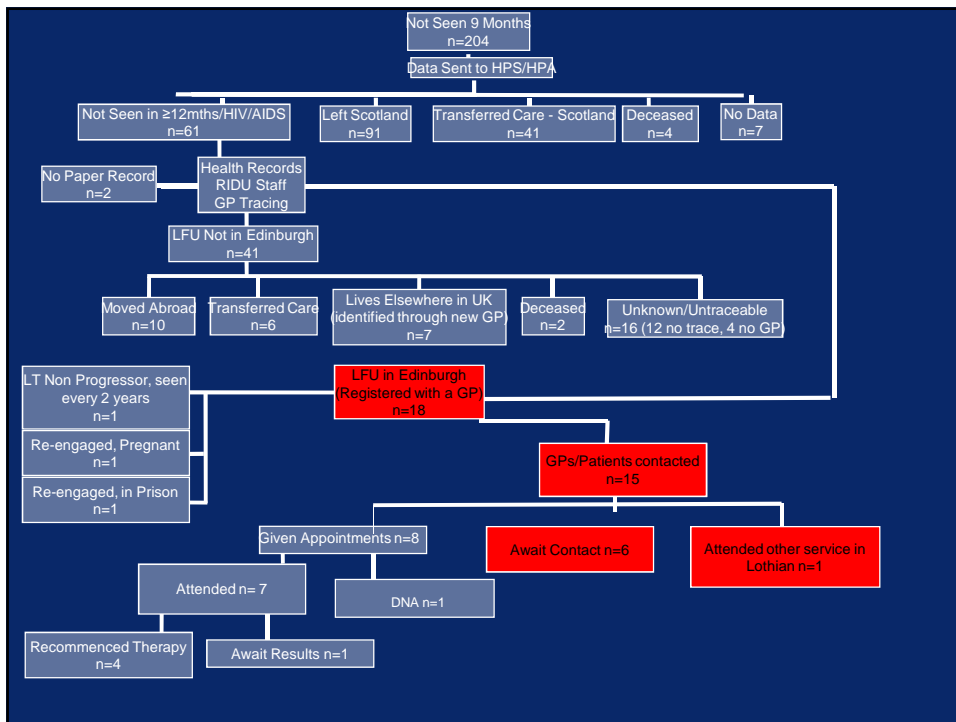 Not Seen 9 Months
n=204
Data Sent to HPS/HPA
Not Seen in ≥12mths/HIV/AIDS
n=61
Left Scotland
n=91
Transferred Care - Scotland
n=41
Deceased
n=4
No Data
n=7
No Paper Record
n=2
Health Records
RIDU Staff
GP Tracing
LFU Not in Edinburgh
n=41
Moved Abroad
n=10
Transferred Care
n=6
Lives Elsewhere in UK
(identified through new GP)
n=7
Deceased
n=2
Unknown/Untraceable
n=16 (12 no trace, 4 no GP)
LT Non Progressor, seen
every 2 years
n=1
Re-engaged, Pregnant
n=1
Re-engaged, in Prison
n=1
LFU in Edinburgh
(Registered with a GP)
n=18
GPs/Patients contacted
n=15
Given Appointments n=8
Await Contact n=6
Attended other service in
Lothian n=1
Attended n= 7
DNA n=1
Recommenced Therapy
n=4
Await Results n=1